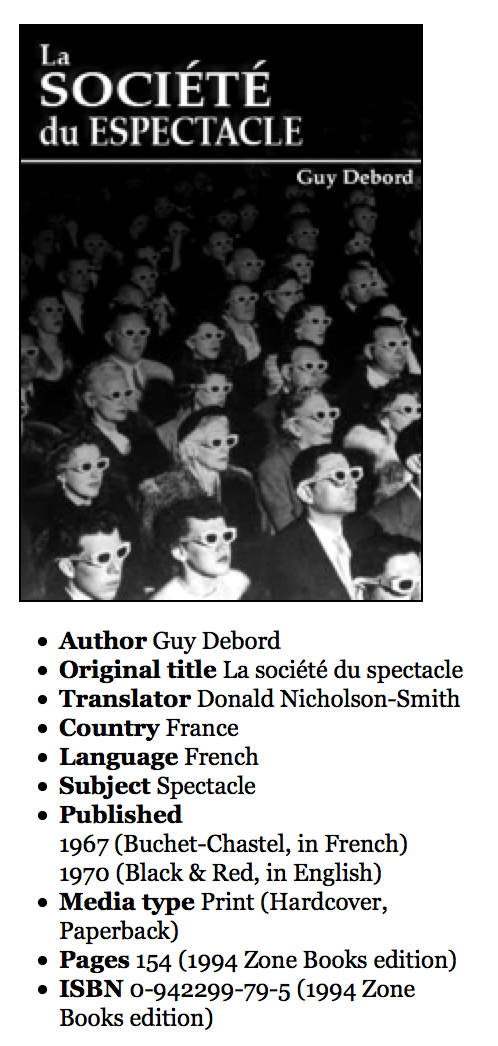 La
SOCIÉTÉ
du ESPECTACLE
Guy Debord
Author Guy Debord
Original title La société du spectacle
Translator Donald Nicholson-Smith
Country France
Language French
Subject Spectacle
Published
1967 (Buchet-Chastel, in French)
1970 (Black & Red, in English)
Media type Print (Hardcover,
Paperback)
Pages 154 (1994 Zone Books edition)
ISBN 0-942299-79-5 (1994 Zone
Books edition)